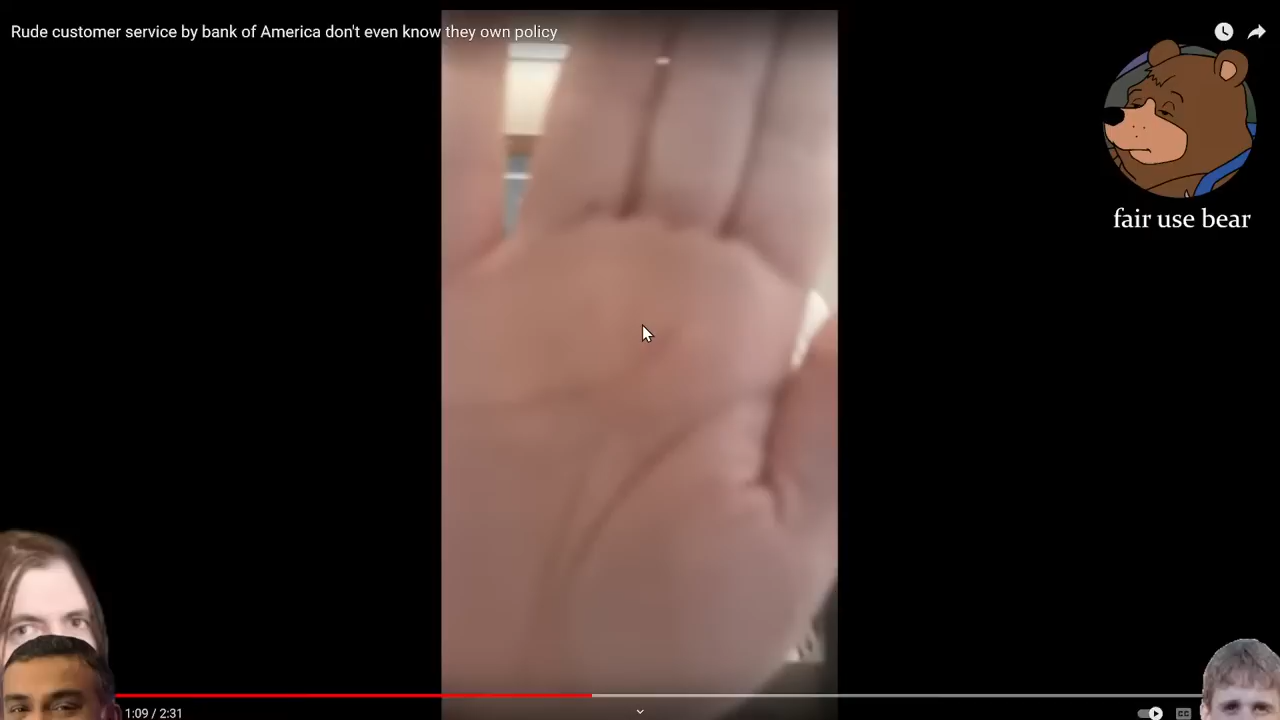 Rude customer service by bank of America don't even know they own policy
fair use bear
1:09 / 2:31
CC